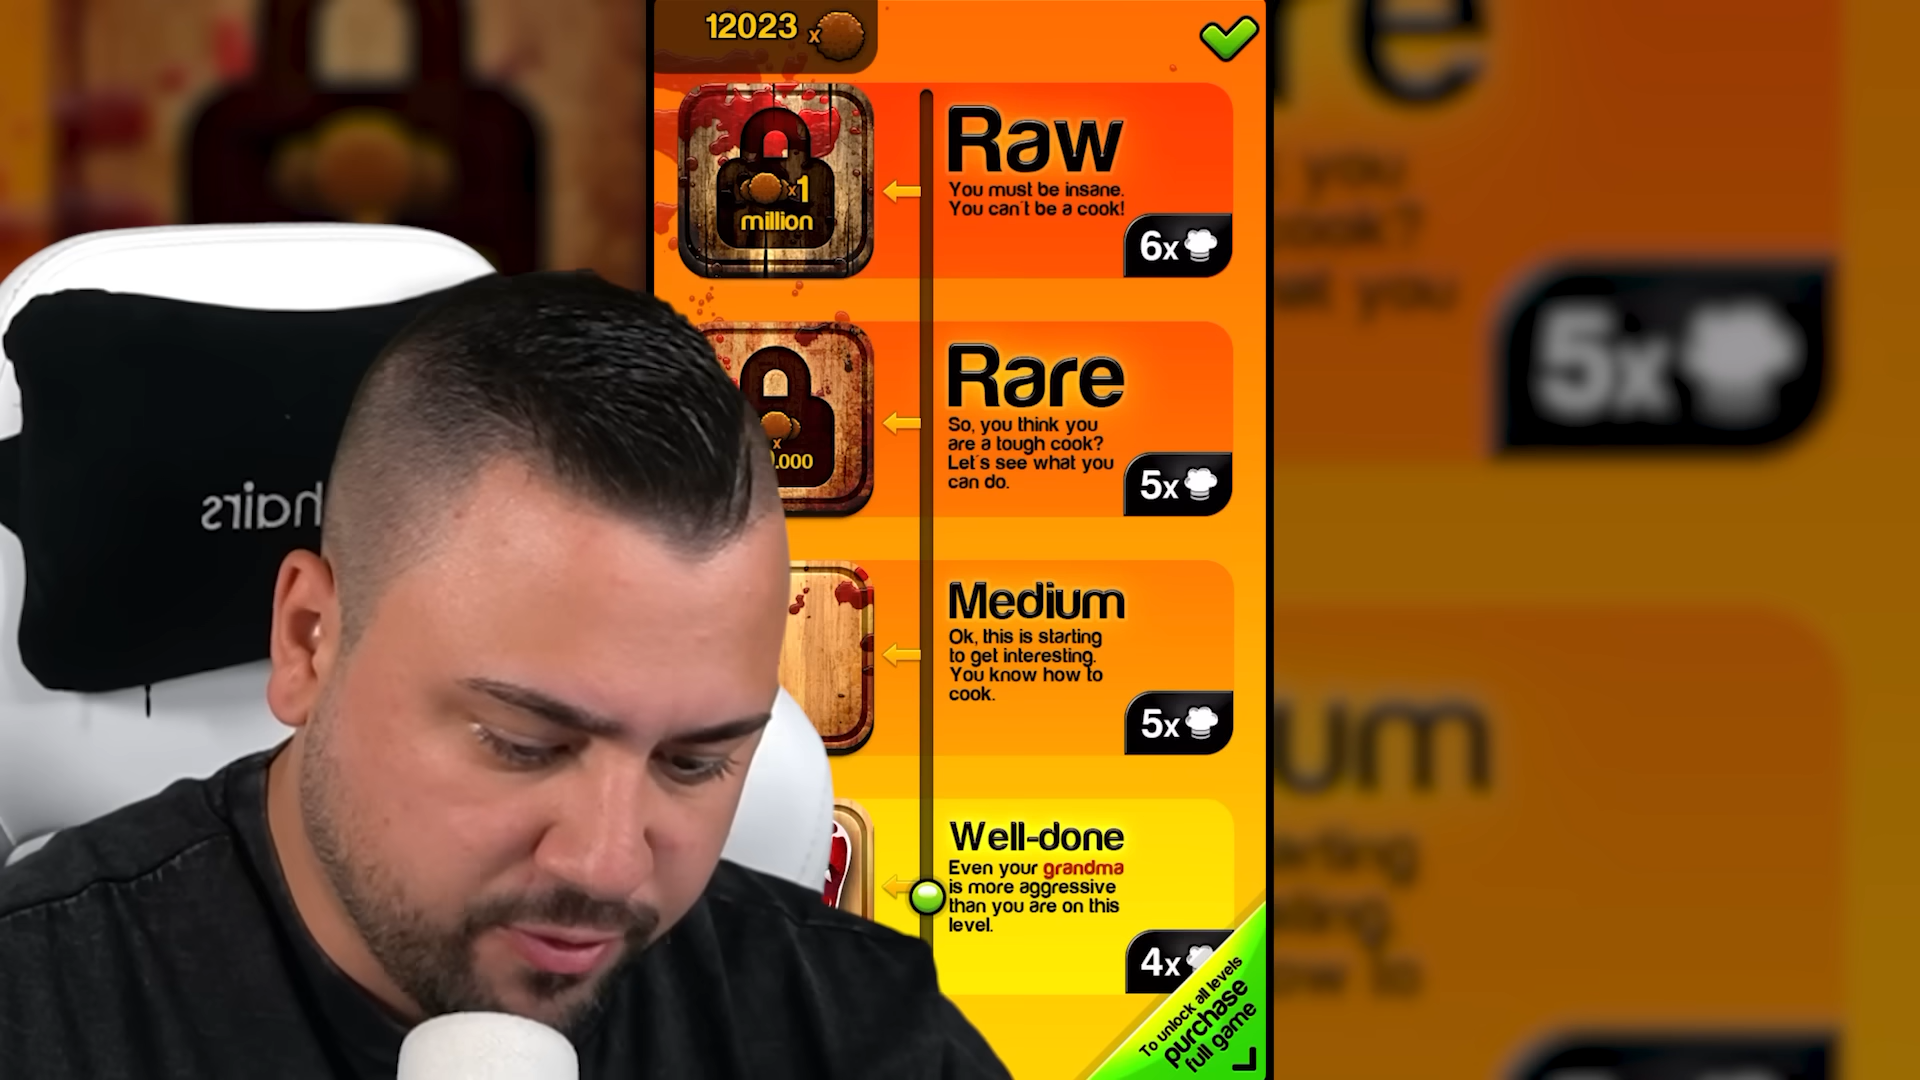 12023 x
x1
million
Raw
You must be insane.
You can't be a cook!
6x
x
.000
Rare
So, you think you
are a tough cook?
Let's see what you
can do.
5x
Medium
Ok, this is starting
to get interesting.
You know how to
cook.
5x
Well-done
Even your grandma
is more aggressive
than you are on this
level.
4x
To unlock all levels
purchase
full game
hairs
5x